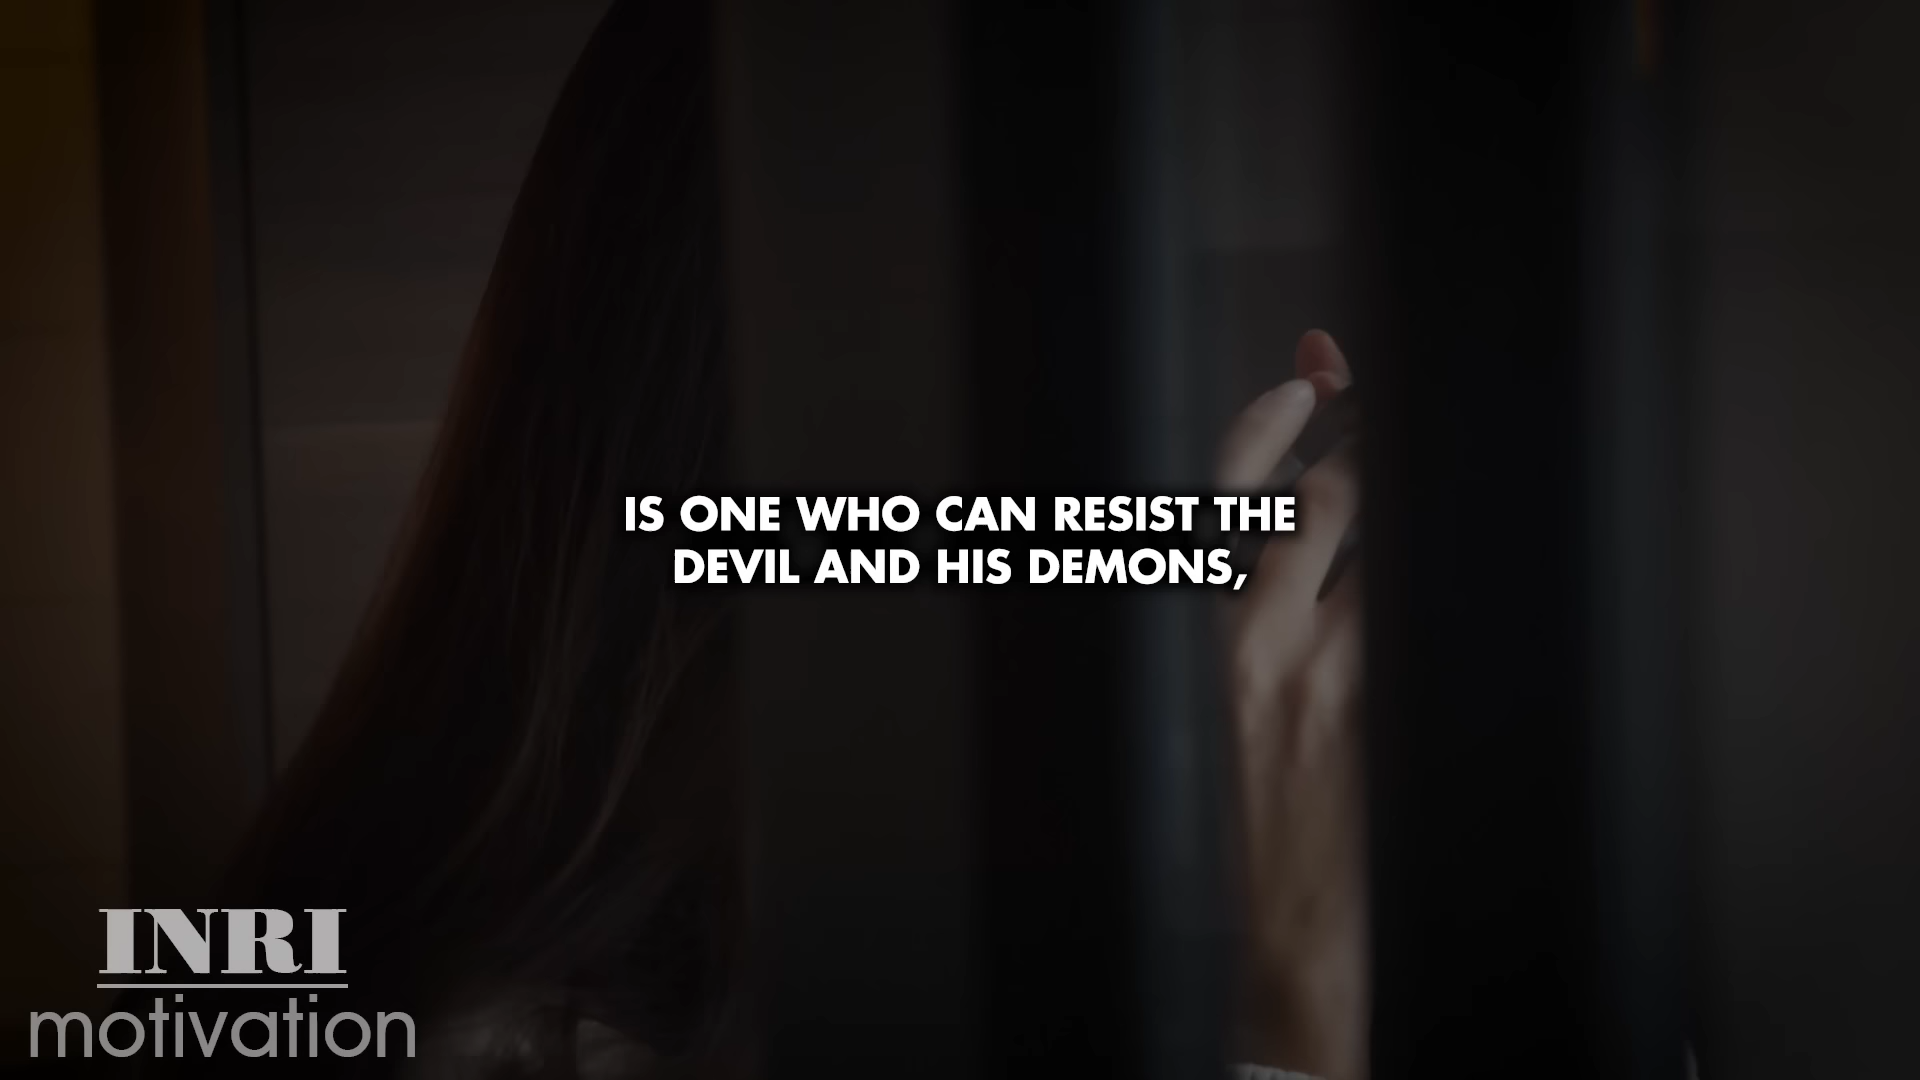 IS ONE WHO CAN RESIST THE
DEVIL AND HIS DEMONS,
INRI
motivation